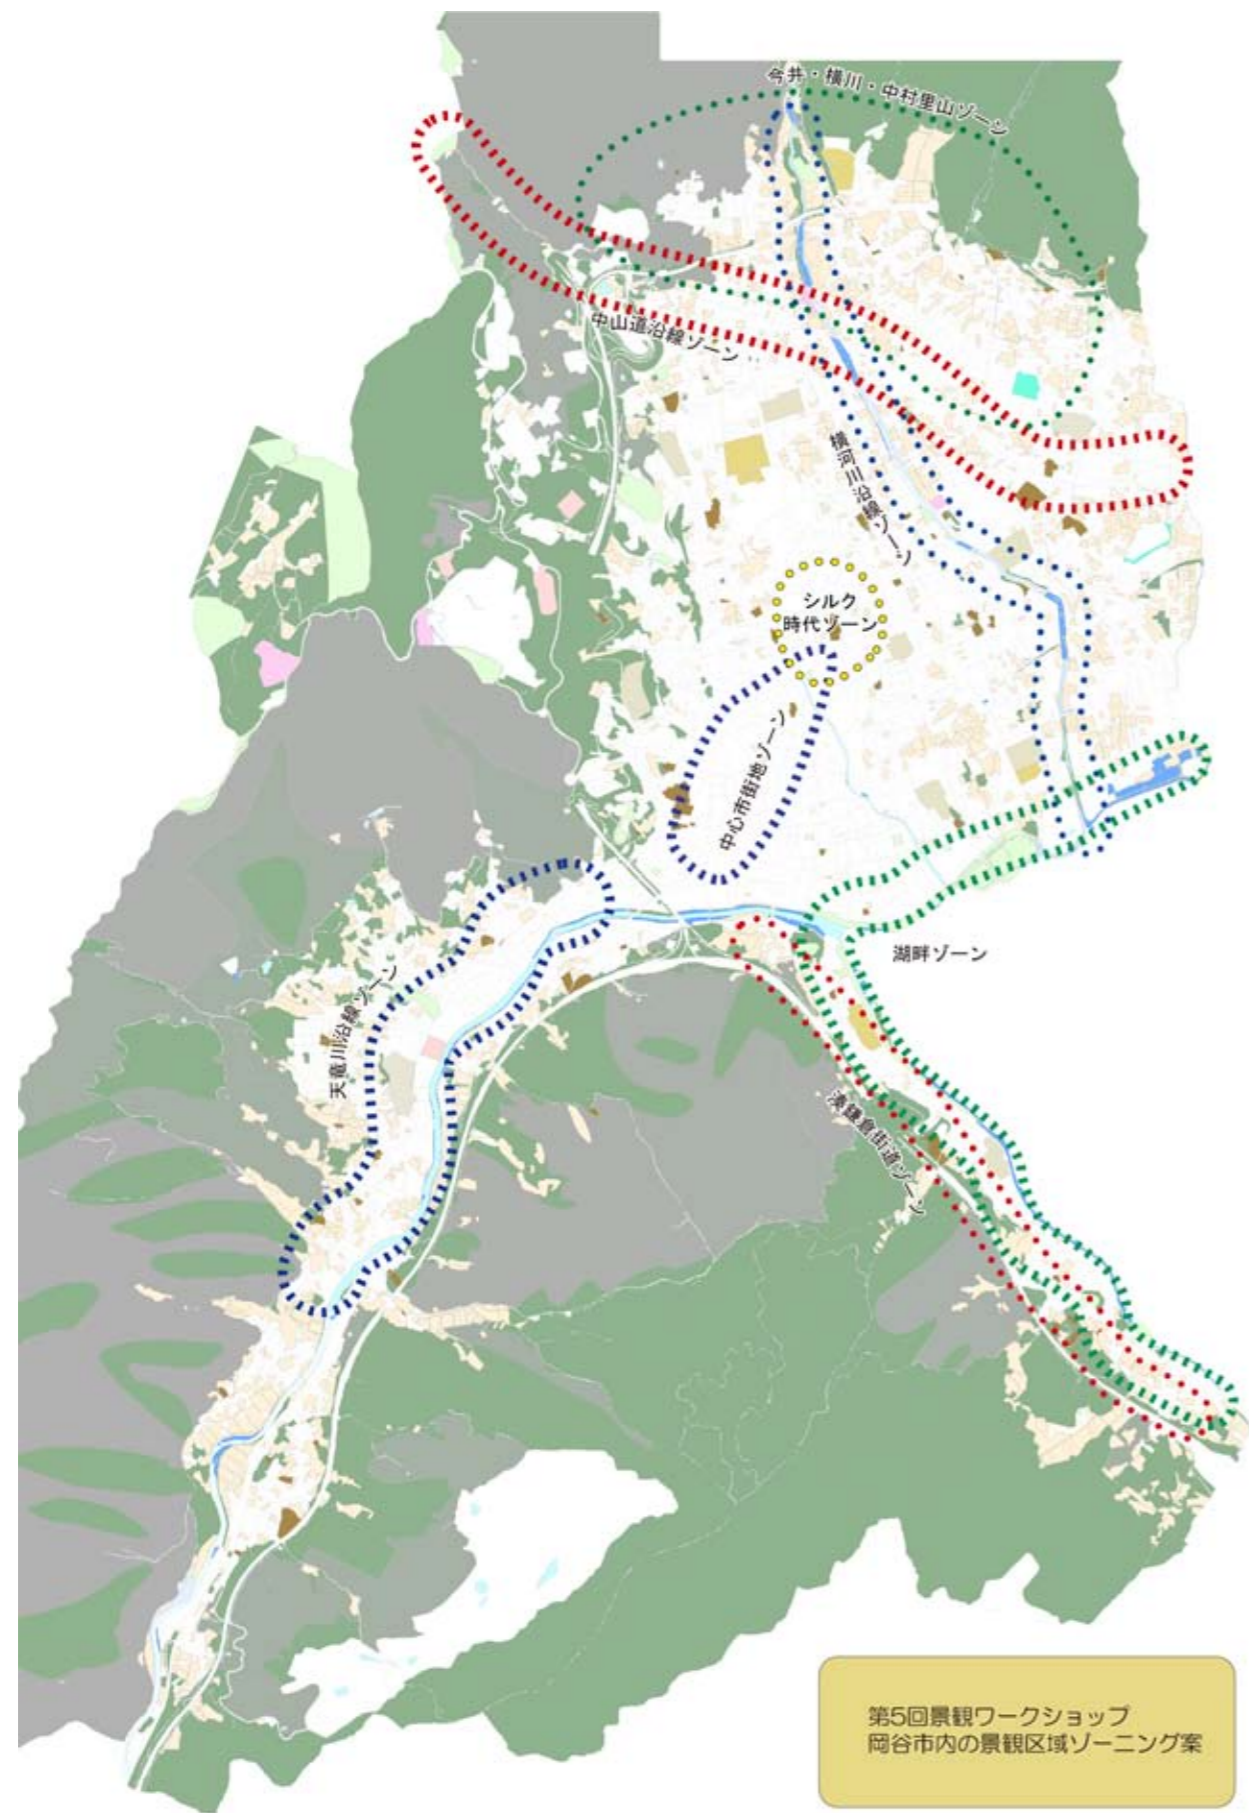 今井・横川・中村里山ゾーン
中山道沿線ゾーン
横河川沿線ゾーン
シルク
時代ゾーン
中心市街地ゾーン
湖畔ゾーン
天竜川沿線ゾーン
湊鎌倉街道ゾーン
第5回景観ワークショップ
岡谷市内の景観区域ゾーニング案